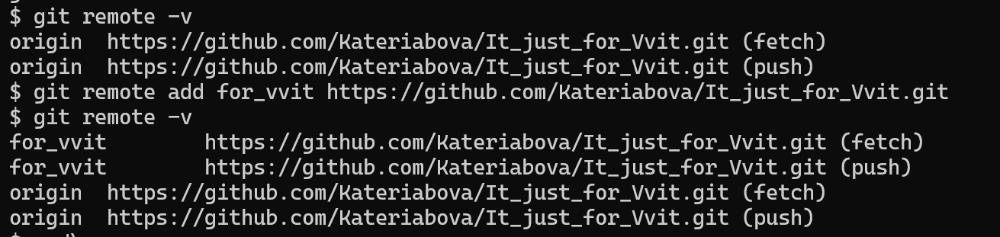 $ git remote -v
origin  https://github.com/Kateriabova/It_just_for_Vvit.git (fetch)
origin  https://github.com/Kateriabova/It_just_for_Vvit.git (push)
$ git remote add for_vvit https://github.com/Kateriabova/It_just_for_Vvit.git
$ git remote -v
for_vvit        https://github.com/Kateriabova/It_just_for_Vvit.git (fetch)
for_vvit        https://github.com/Kateriabova/It_just_for_Vvit.git (push)
origin  https://github.com/Kateriabova/It_just_for_Vvit.git (fetch)
origin  https://github.com/Kateriabova/It_just_for_Vvit.git (push)